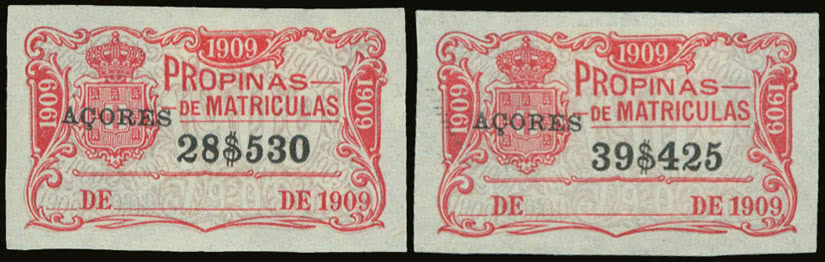 1909
PROPINAS
DE MATRICULAS
1909
AÇORES
1909
28$530
DE DE 1909
1909
PROPINAS
DE MATRICULAS
1909
AÇORES
1909
39$425
DE DE 1909